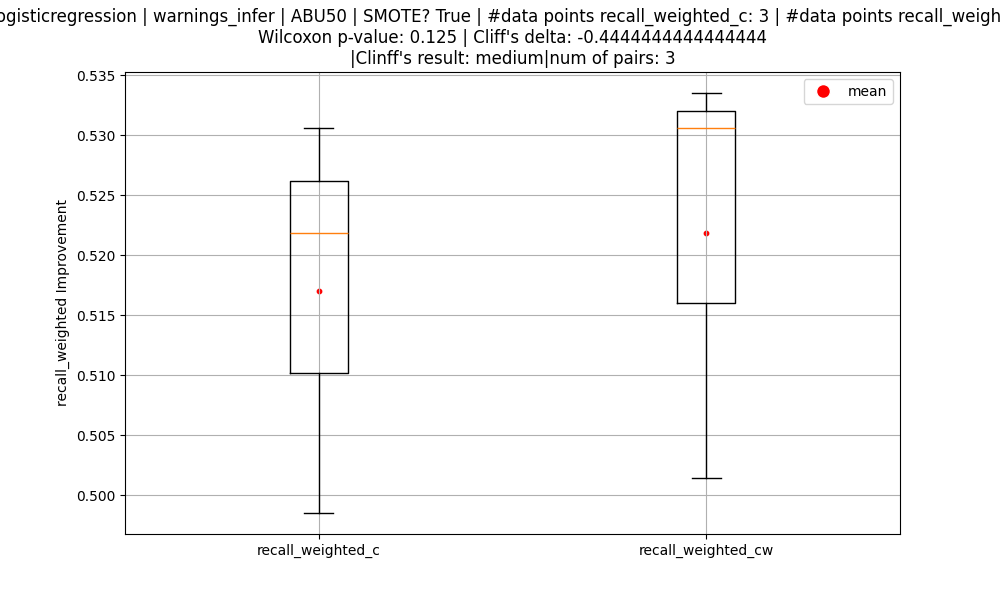 ogisticregression | warnings_infer | ABU50 | SMOTE? True | #data points recall_weighted_c: 3 | #data points recall_weigh
Wilcoxon p-value: 0.125 | Cliff's delta: -0.4444444444444444
|Clinff's result: medium|num of pairs: 3
mean
0.535
0.530
0.525
0.520
0.515
0.510
0.505
0.500
recall_weighted Improvement
recall_weighted_c
recall_weighted_cw